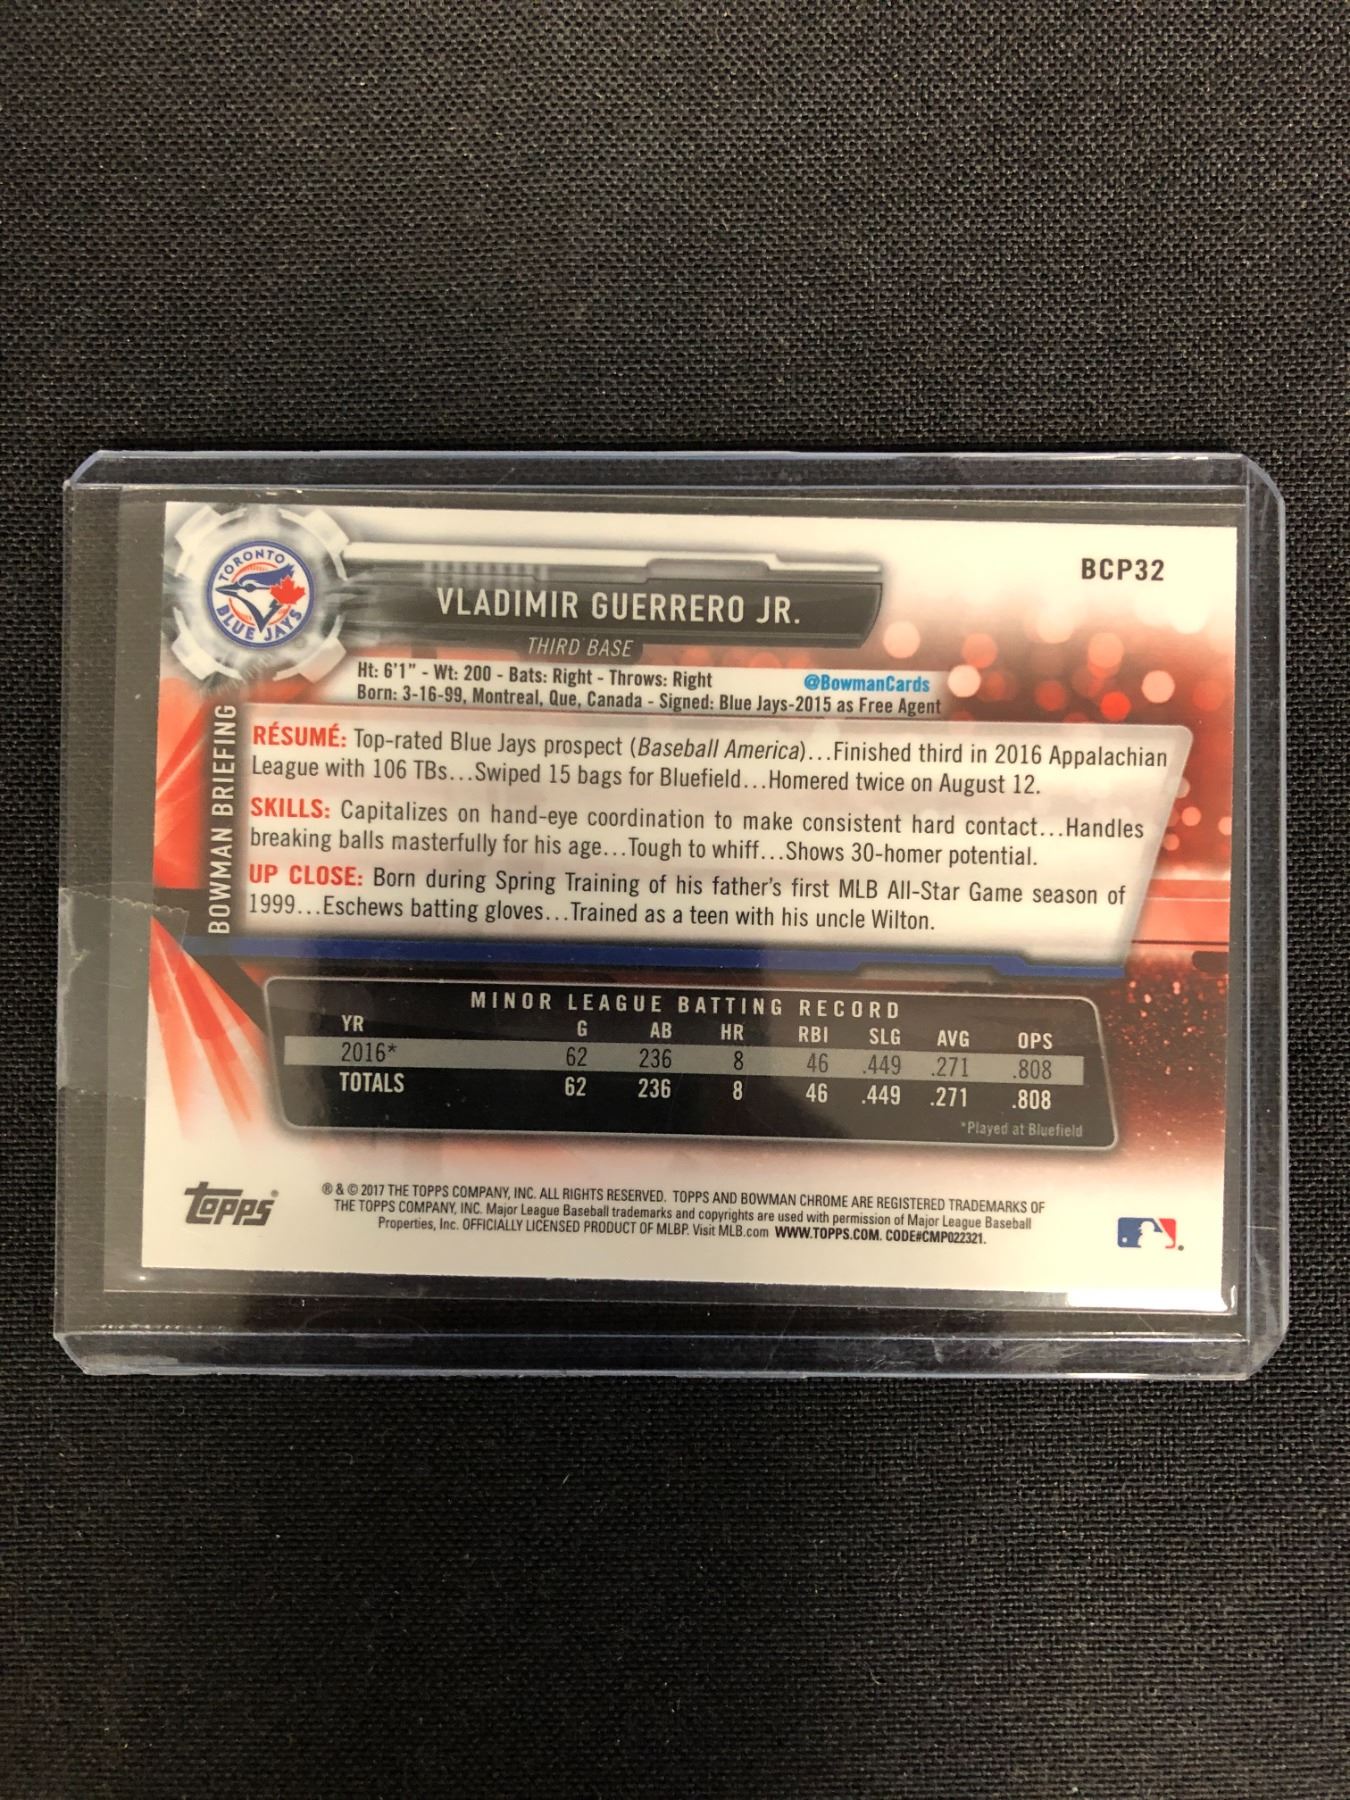 TORONTO
BLUE JAYS
BCP32
VLADIMIR GUERRERO JR.
THIRD BASE
Ht: 6'1" - Wt: 200 - Bats: Right - Throws: Right
@BowmanCards
Born: 3-16-99, Montreal, Que, Canada - Signed: Blue Jays-2015 as Free Agent
BOWMAN BRIEFING
RÉSUMÉ: Top-rated Blue Jays prospect (Baseball America)...Finished third in 2016 Appalachian
League with 106 TBs...Swiped 15 bags for Bluefield...Homered twice on August 12.
SKILLS: Capitalizes on hand-eye coordination to make consistent hard contact...Handles
breaking balls masterfully for his age...Tough to whiff...Shows 30-homer potential.
UP CLOSE: Born during Spring Training of his father's first MLB All-Star Game season of
1999...Eschews batting gloves...Trained as a teen with his uncle Wilton.
MINOR LEAGUE BATTING RECORD
YR G AB HR RBI SLG AVG OPS
2016* 62 236 8 46 .449 .271 .808
TOTALS 62 236 8 46 .449 .271 .808
*Played at Bluefield
topps®
® & © 2017 THE TOPPS COMPANY, INC. ALL RIGHTS RESERVED. TOPPS AND BOWMAN CHROME ARE REGISTERED TRADEMARKS OF
THE TOPPS COMPANY, INC. Major League Baseball trademarks and copyrights are used with permission of Major League Baseball
Properties, Inc. OFFICIALLY LICENSED PRODUCT OF MLBP. Visit MLB.com WWW.TOPPS.COM. CODE#CMP022321.